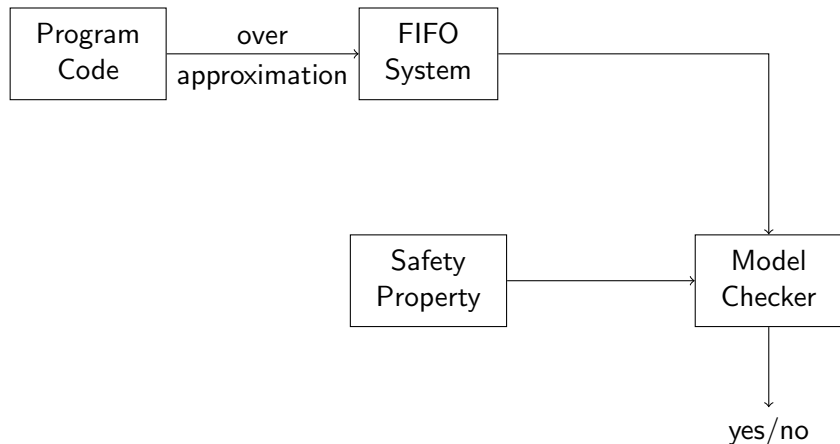 Program
Code
over
approximation
FIFO
System
Safety
Property
Model
Checker
yes/no